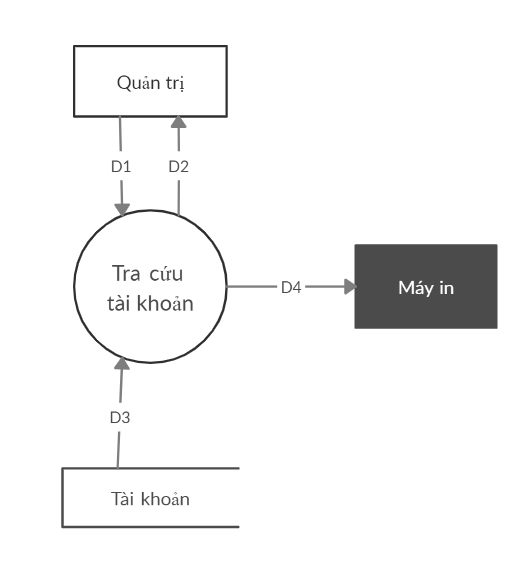 Quản trị
D1
D2
Tra cứu
tài khoản
D4
Máy in
D3
Tài khoản